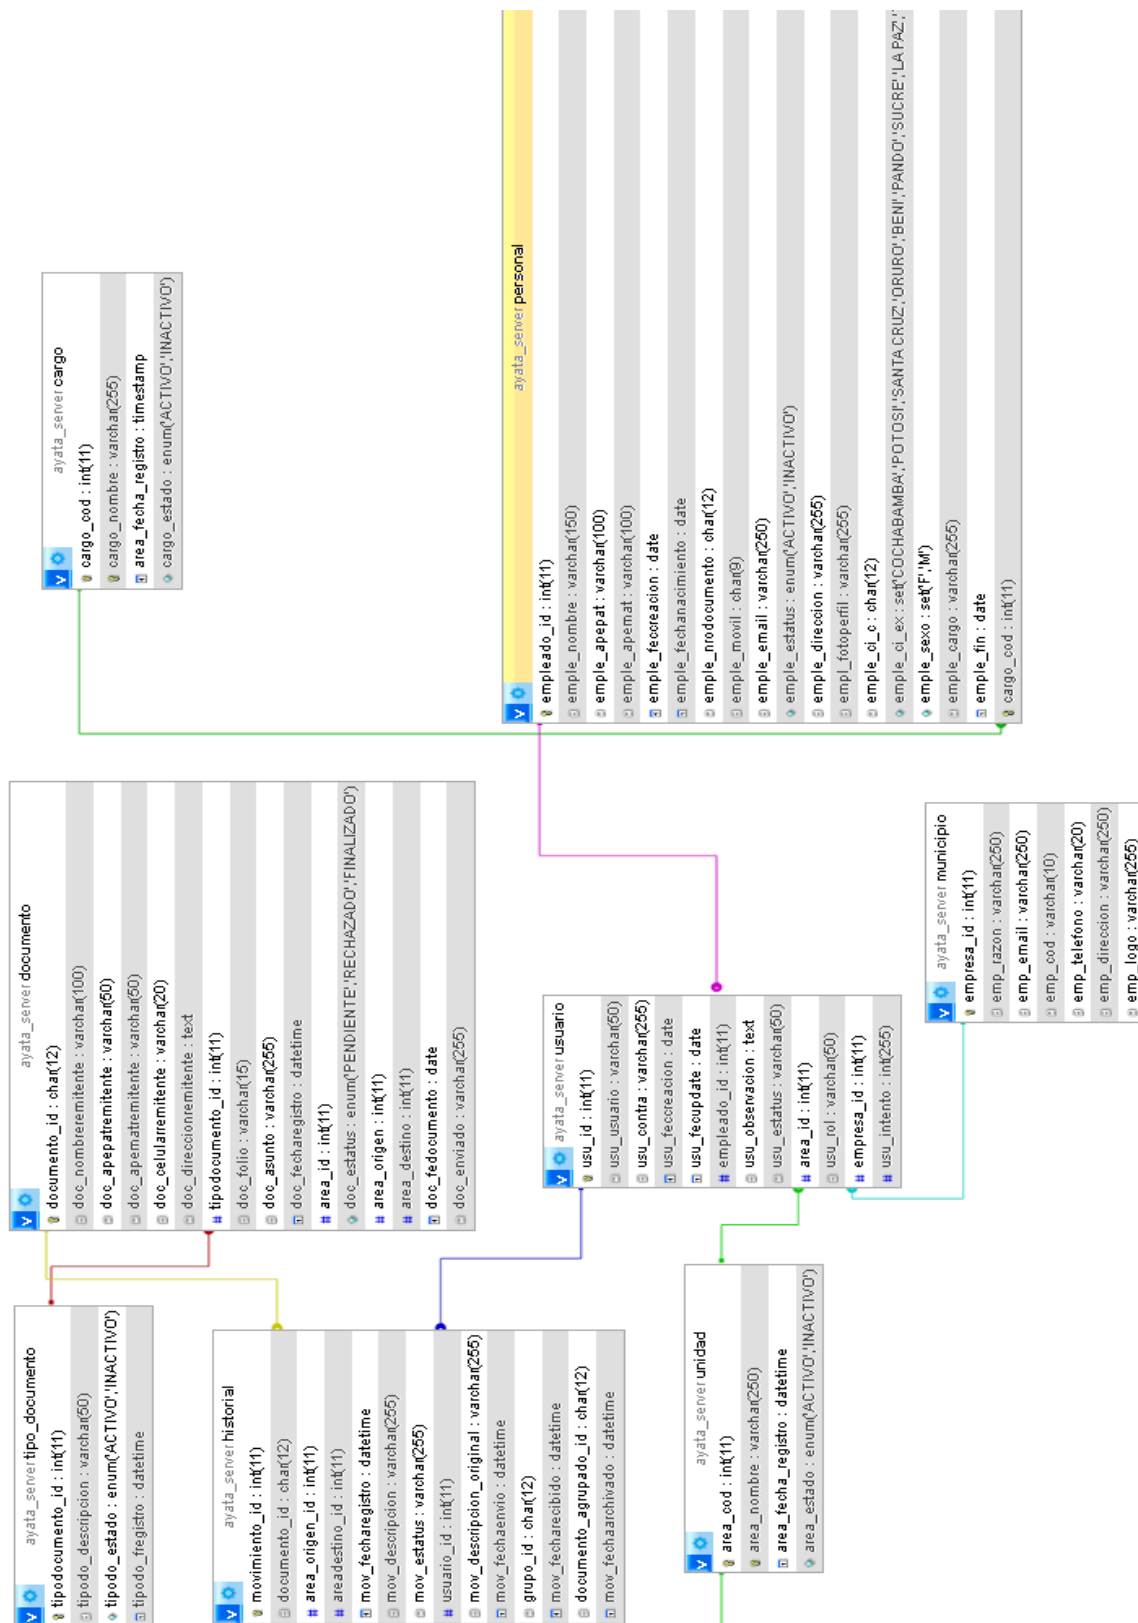 ayata_server tipo_documento
tipodocumento_id : int(11)
tipodo_descripcion : varchar(50)
tipodo_estado : enum('ACTIVO','INACTIVO')
tipodo_fregistro : datetime
ayata_server documento
documento_id : char(12)
doc_nombreremitente : varchar(100)
doc_apepatremitente : varchar(50)
doc_apematremitente : varchar(50)
doc_celularremitente : varchar(20)
doc_direccionremitente : text
tipodocumento_id : int(11)
doc_folio : varchar(15)
doc_asunto : varchar(255)
doc_fecharegistro : datetime
area_id : int(11)
doc_estatus : enum('PENDIENTE','RECHAZADO','FINALIZADO')
area_origen : int(11)
area_destino : int(11)
doc_fedocumento : date
doc_enviado : varchar(255)
ayata_server cargo
cargo_cod : int(11)
cargo_nombre : varchar(255)
area_fecha_registro : timestamp
cargo_estado : enum('ACTIVO','INACTIVO')
ayata_server historial
movimiento_id : int(11)
documento_id : char(12)
area_origen_id : int(11)
areadestino_id : int(11)
mov_fecharegistro : datetime
mov_descripcion : varchar(255)
mov_estatus : varchar(255)
usuario_id : int(11)
mov_descripcion_original : varchar(255)
mov_fechaenvio : datetime
grupo_id : char(12)
mov_fecharecibido : datetime
documento_agrupado_id : char(12)
mov_fechaarchivado : datetime
ayata_server usuario
usu_id : int(11)
usu_usuario : varchar(50)
usu_contra : varchar(255)
usu_feccreacion : date
usu_fecupdate : date
empleado_id : int(11)
usu_observacion : text
usu_estatus : varchar(50)
area_id : int(11)
usu_rol : varchar(50)
empresa_id : int(11)
usu_intento : int(255)
ayata_server personal
empleado_id : int(11)
emple_nombre : varchar(150)
emple_apepat : varchar(100)
emple_apemat : varchar(100)
emple_feccreacion : date
emple_fechanacimiento : date
emple_nrodocumento : char(12)
emple_movil : char(9)
emple_email : varchar(250)
emple_estatus : enum('ACTIVO','INACTIVO')
emple_direccion : varchar(255)
empl_fotoperfil : varchar(255)
emple_ci_c : char(12)
emple_ci_ex : set('COCHABAMBA','POTOSI','SANTA CRUZ','ORURO','BENI','PANDO','SUCRE','LA PAZ','
emple_sexo : set('F','M')
emple_cargo : varchar(255)
emple_fin : date
cargo_cod : int(11)
ayata_server unidad
area_cod : int(11)
area_nombre : varchar(250)
area_fecha_registro : datetime
area_estado : enum('ACTIVO','INACTIVO')
ayata_server municipio
empresa_id : int(11)
emp_razon : varchar(250)
emp_email : varchar(250)
emp_cod : varchar(10)
emp_telefono : varchar(20)
emp_direccion : varchar(250)
emp_logo : varchar(255)